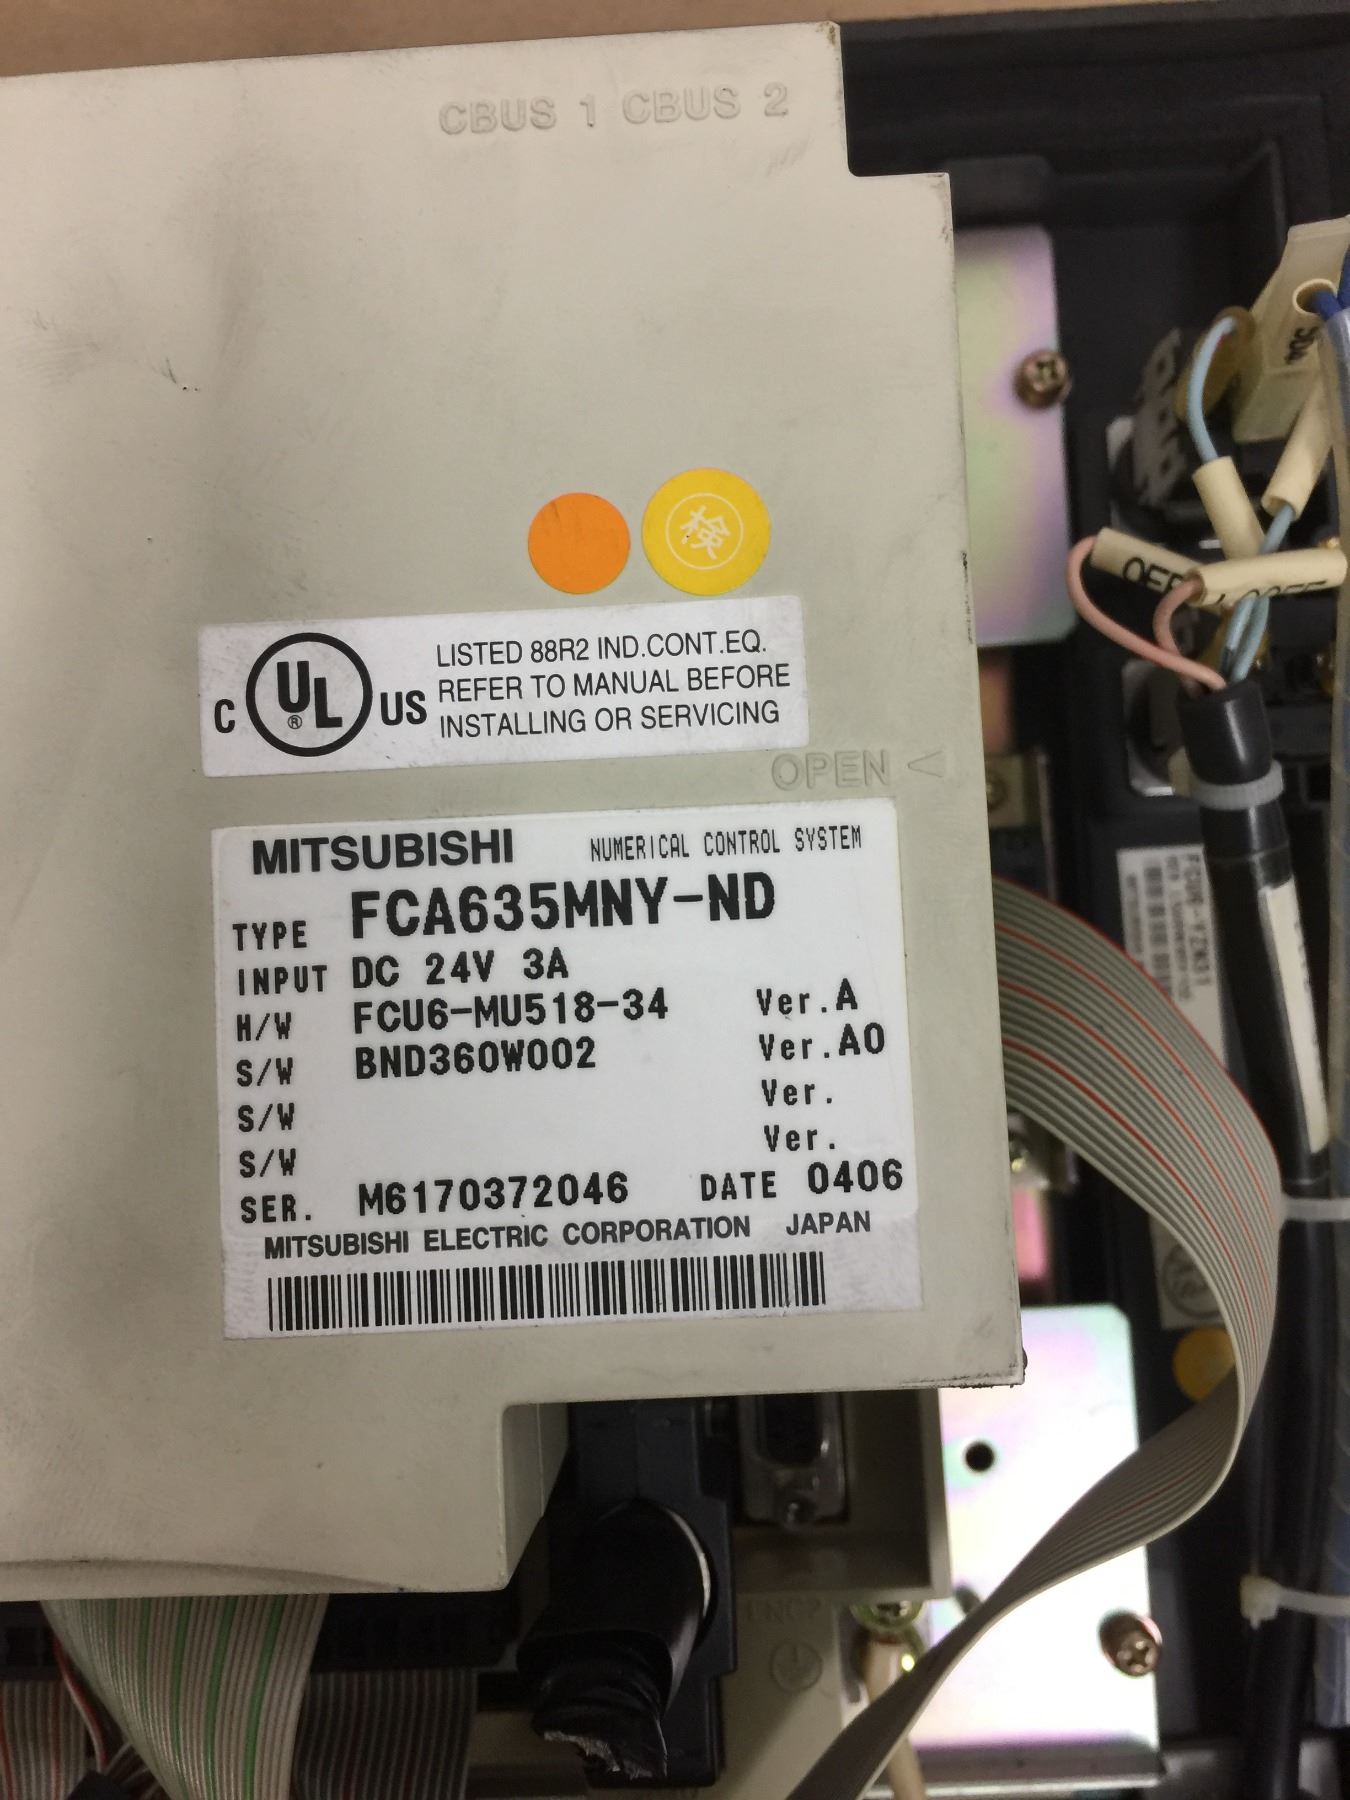 CBUS 1 CBUS 2
504
検
OFF
C UL ® US
LISTED 88R2 IND.CONT.EQ.
REFER TO MANUAL BEFORE
INSTALLING OR SERVICING
OPEN <
MITSUBISHI NUMERICAL CONTROL SYSTEM
TYPE FCA635MNY-ND
INPUT DC 24V 3A
H/W FCU6-MU518-34 Ver.A
S/W BND360W002 Ver.A0
S/W Ver.
S/W Ver.
SER. M6170372046 DATE 0406
MITSUBISHI ELECTRIC CORPORATION JAPAN